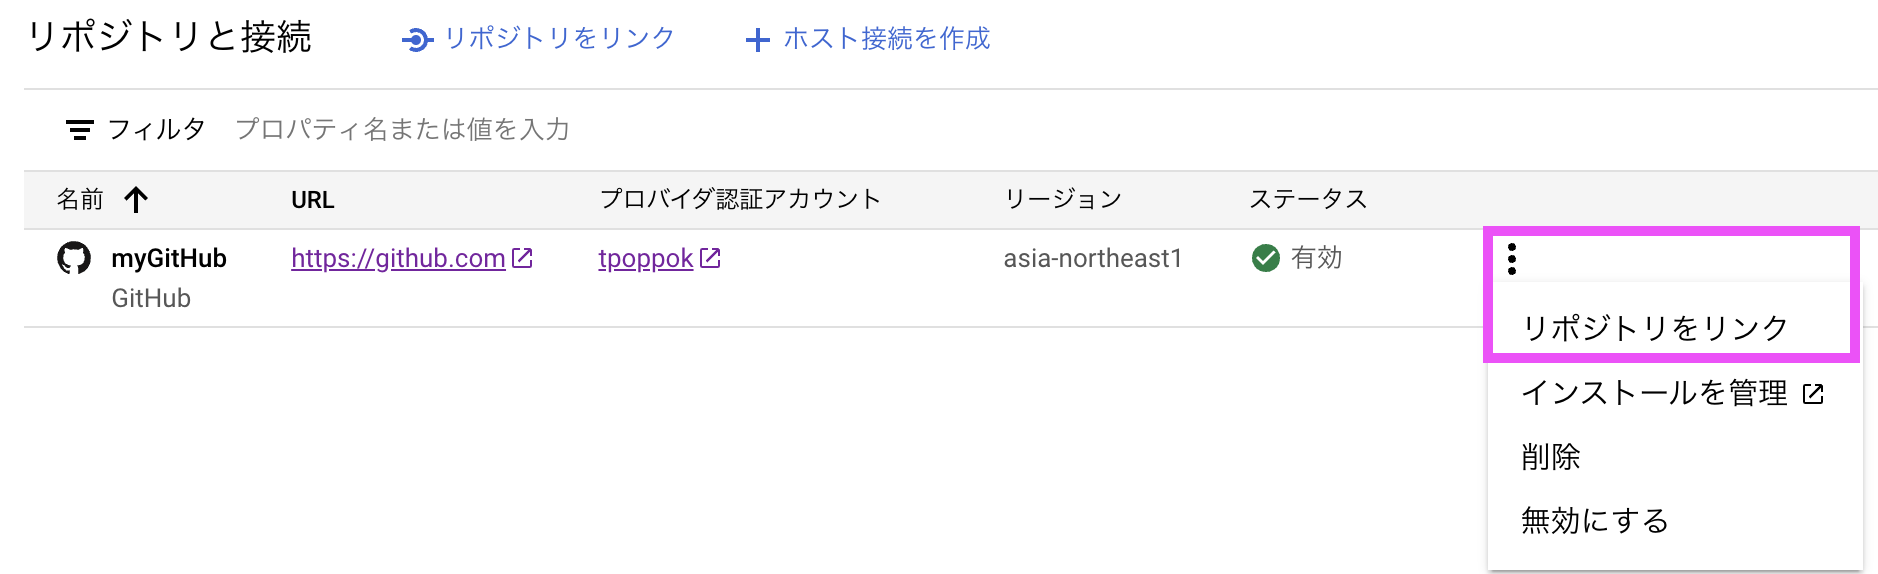 リポジトリと接続 リポジトリをリンク ホスト接続を作成
フィルタ プロパティ名または値を入力
名前 URL プロバイダ認証アカウント リージョン ステータス
myGitHub https://github.com tpoppok asia-northeast1 有効
GitHub
リポジトリをリンク
インストールを管理
削除
無効にする